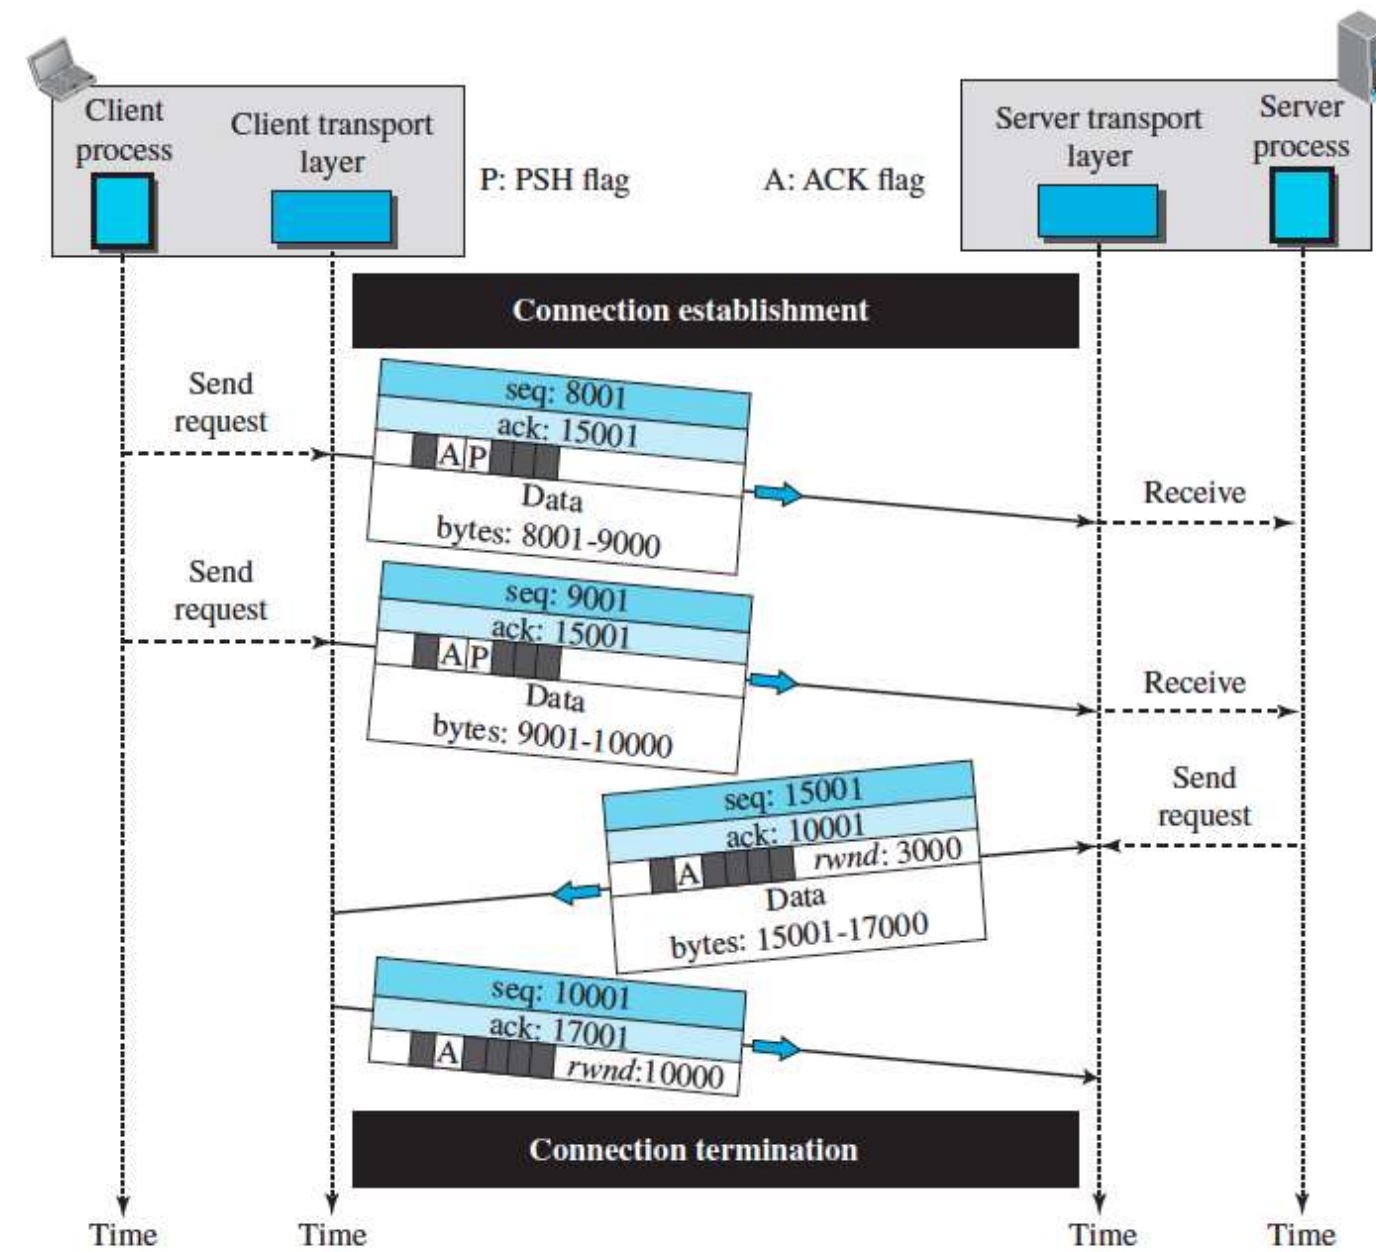 Client
process
Client transport
layer
P: PSH flag
A: ACK flag
Server transport
layer
Server
process
Connection establishment
Send
request
seq: 8001
ack: 15001
A P
Data
bytes: 8001-9000
Receive
Send
request
seq: 9001
ack: 15001
A P
Data
bytes: 9001-10000
Receive
Send
request
seq: 15001
ack: 10001
A rwnd: 3000
Data
bytes: 15001-17000
seq: 10001
ack: 17001
A rwnd:10000
Connection termination
Time
Time
Time
Time